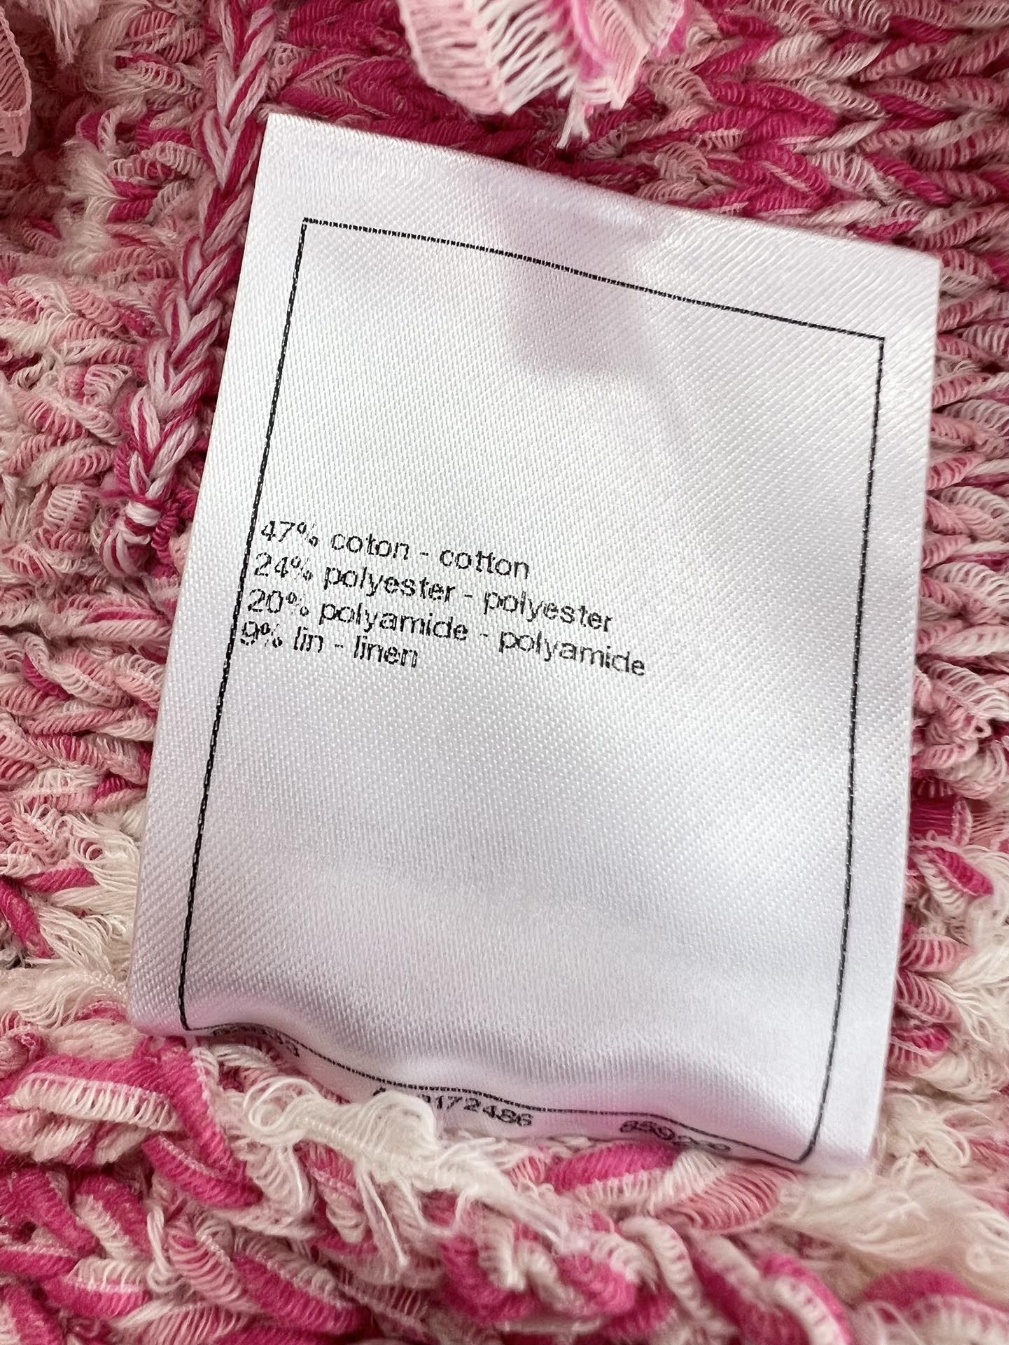 47% coton - cotton
24% polyester - polyester
20% polyamide - polyamide
9% lin - linen